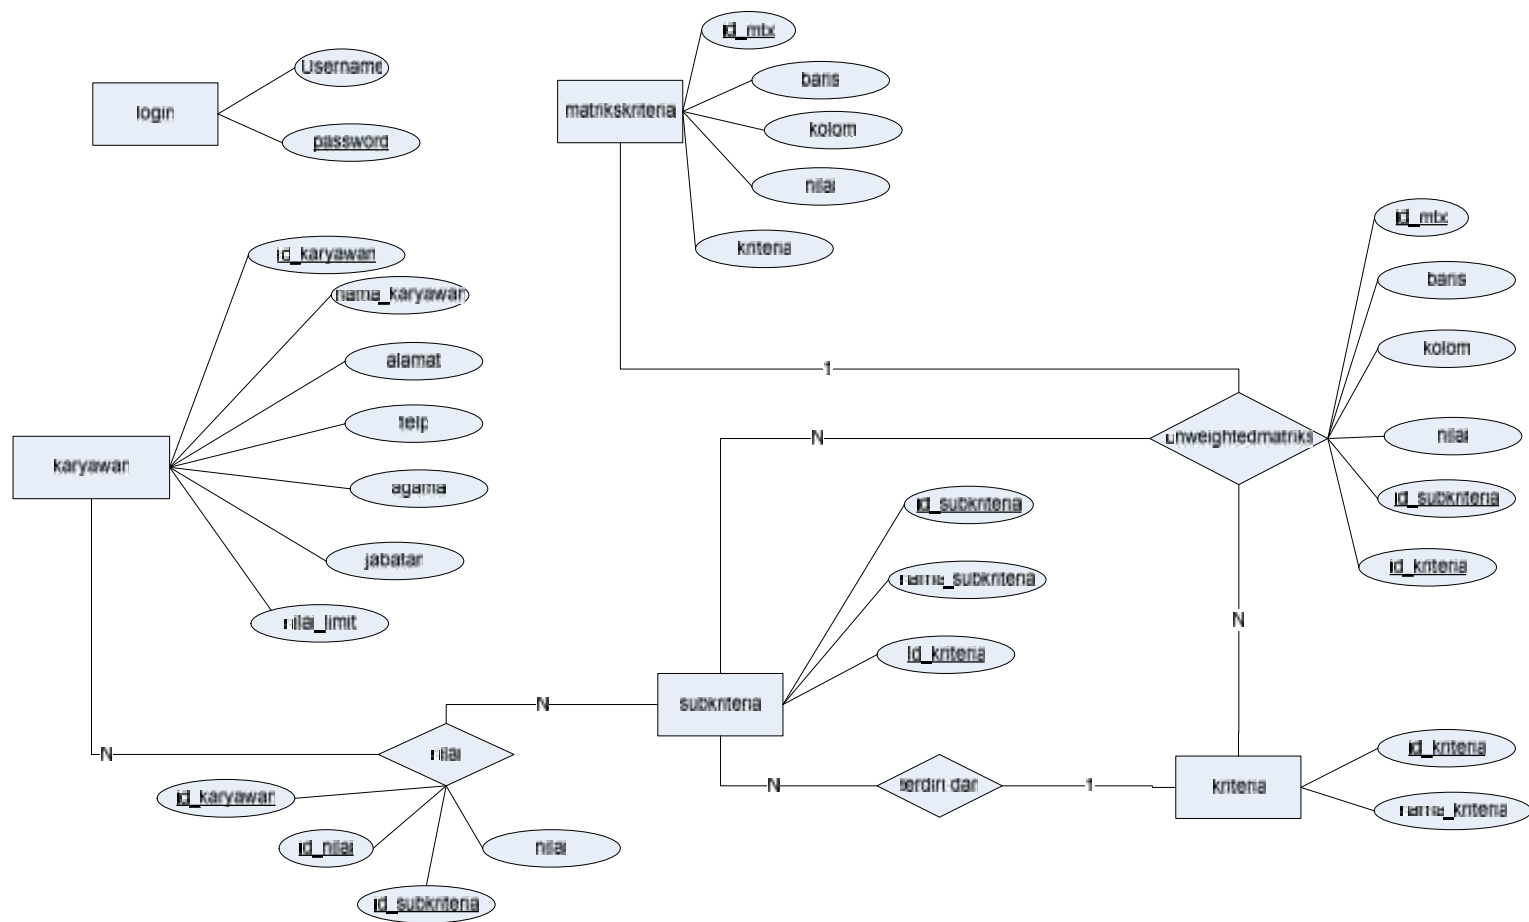 id_mtx
Username
login
password
matrikskriteria
baris
kolom
nilai
kriteria
id_karyawan
nama_karyawan
alamat
telp
agama
jabatan
nilai_limit
karyawan
N
id_mtx
baris
kolom
nilai
id_subkriteria
id_kriteria
1
N
unweightedmatriks
N
id_subkriteria
nama_subkriteria
id_kriteria
subkriteria
N
nilai
id_karyawan
id_nilai
id_subkriteria
nilai
N
terdiri dari
1
kriteria
id_kriteria
nama_kriteria